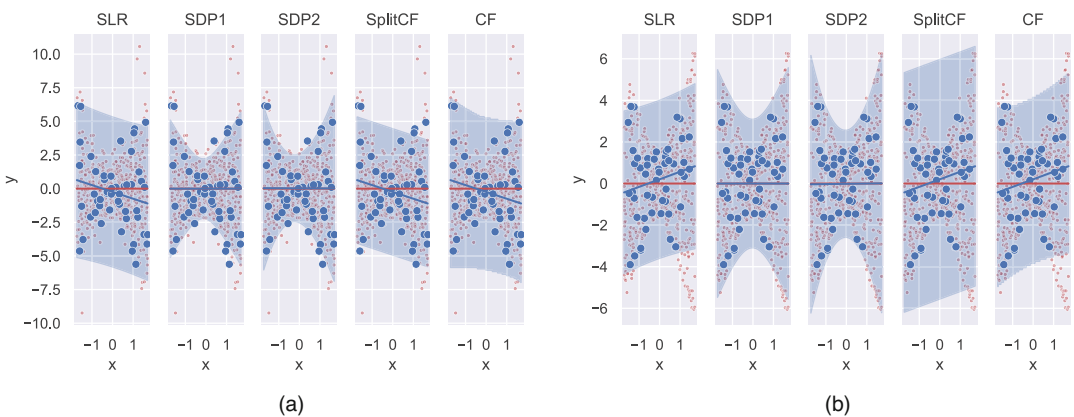 SLR SDP1 SDP2 SplitCF CF
10.0
7.5
5.0
2.5
0.0
−2.5
−5.0
−7.5
−10.0
y
−1 0 1 −1 0 1 −1 0 1 −1 0 1 −1 0 1
x x x x x
(a)
SLR SDP1 SDP2 SplitCF CF
6
4
2
0
−2
−4
−6
y
−1 0 1 −1 0 1 −1 0 1 −1 0 1 −1 0 1
x x x x x
(b)